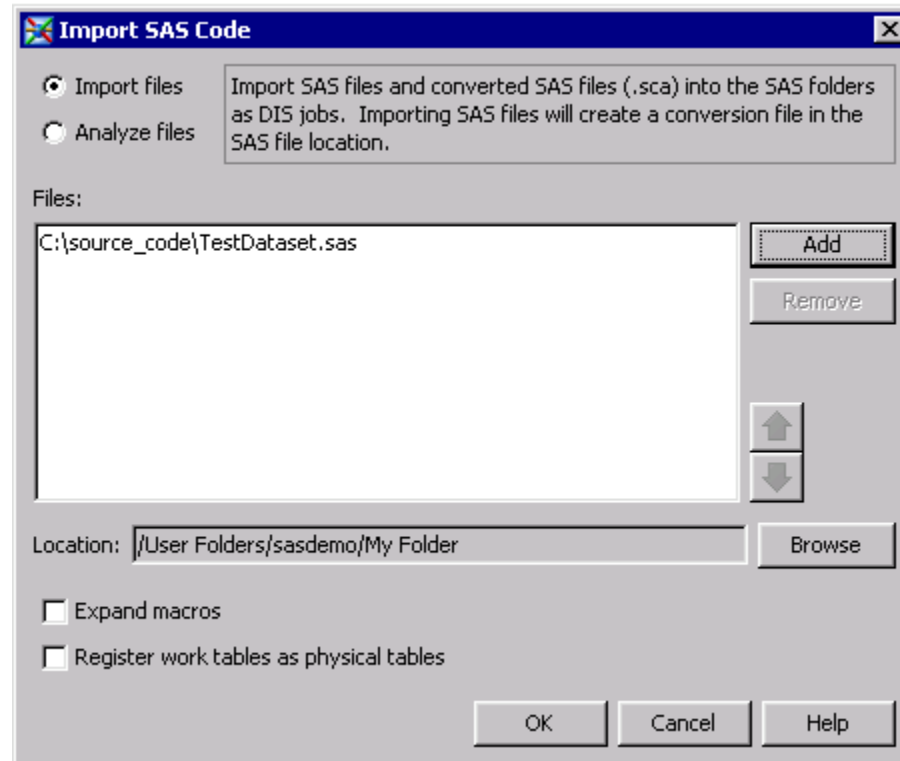 Import SAS Code
Import files
Analyze files
Import SAS files and converted SAS files (.sca) into the SAS folders
as DIS jobs.  Importing SAS files will create a conversion file in the
SAS file location.
Files:
C:\source_code\TestDataset.sas
Add
Remove
Location: /User Folders/sasdemo/My Folder
Browse
Expand macros
Register work tables as physical tables
OK Cancel Help